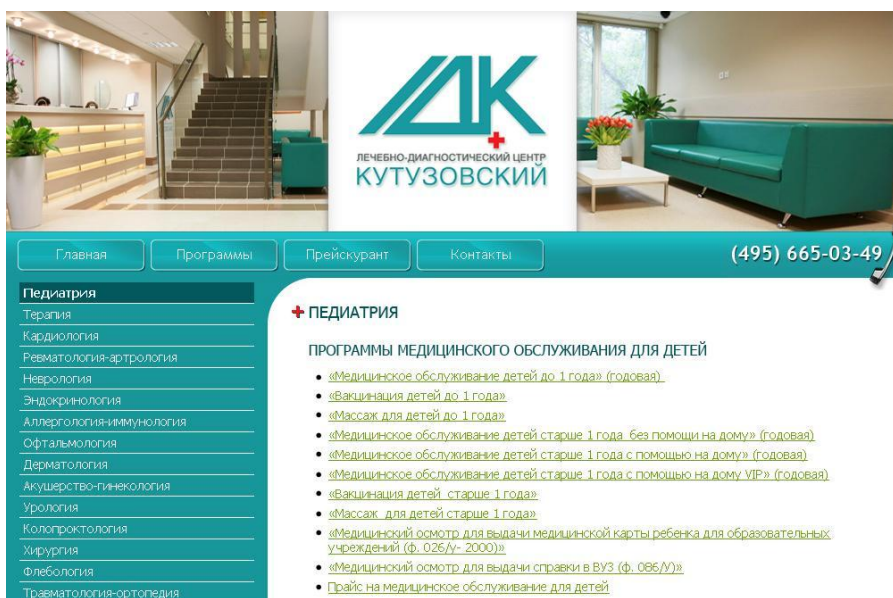 ЛДК
ЛЕЧЕБНО-ДИАГНОСТИЧЕСКИЙ ЦЕНТР
КУТУЗОВСКИЙ
Главная
Программы
Прейскурант
Контакты
(495) 665-03-49
Педиатрия
Терапия
Кардиология
Ревматология-артрология
Неврология
Эндокринология
Аллергология-иммунология
Офтальмология
Дерматология
Акушерство-гинекология
Урология
Колопроктология
Хирургия
Флебология
Травматология-ортопедия
ПЕДИАТРИЯ
ПРОГРАММЫ МЕДИЦИНСКОГО ОБСЛУЖИВАНИЯ ДЛЯ ДЕТЕЙ
«Медицинское обслуживание детей до 1 года» (годовая)
«Вакцинация детей до 1 года»
«Массаж для детей до 1 года»
«Медицинское обслуживание детей старше 1 года без помощи на дому» (годовая)
«Медицинское обслуживание детей старше 1 года с помощью на дому» (годовая)
«Медицинское обслуживание детей старше 1 года с помощью на дому VIP» (годовая)
«Вакцинация детей старше 1 года»
«Массаж для детей старше 1 года»
«Медицинский осмотр для выдачи медицинской карты ребенка для образовательных
учреждений (ф. 026/у- 2000)»
«Медицинский осмотр для выдачи справки в ВУЗ (ф. 086/У)»
Прайс на медицинское обслуживание для детей